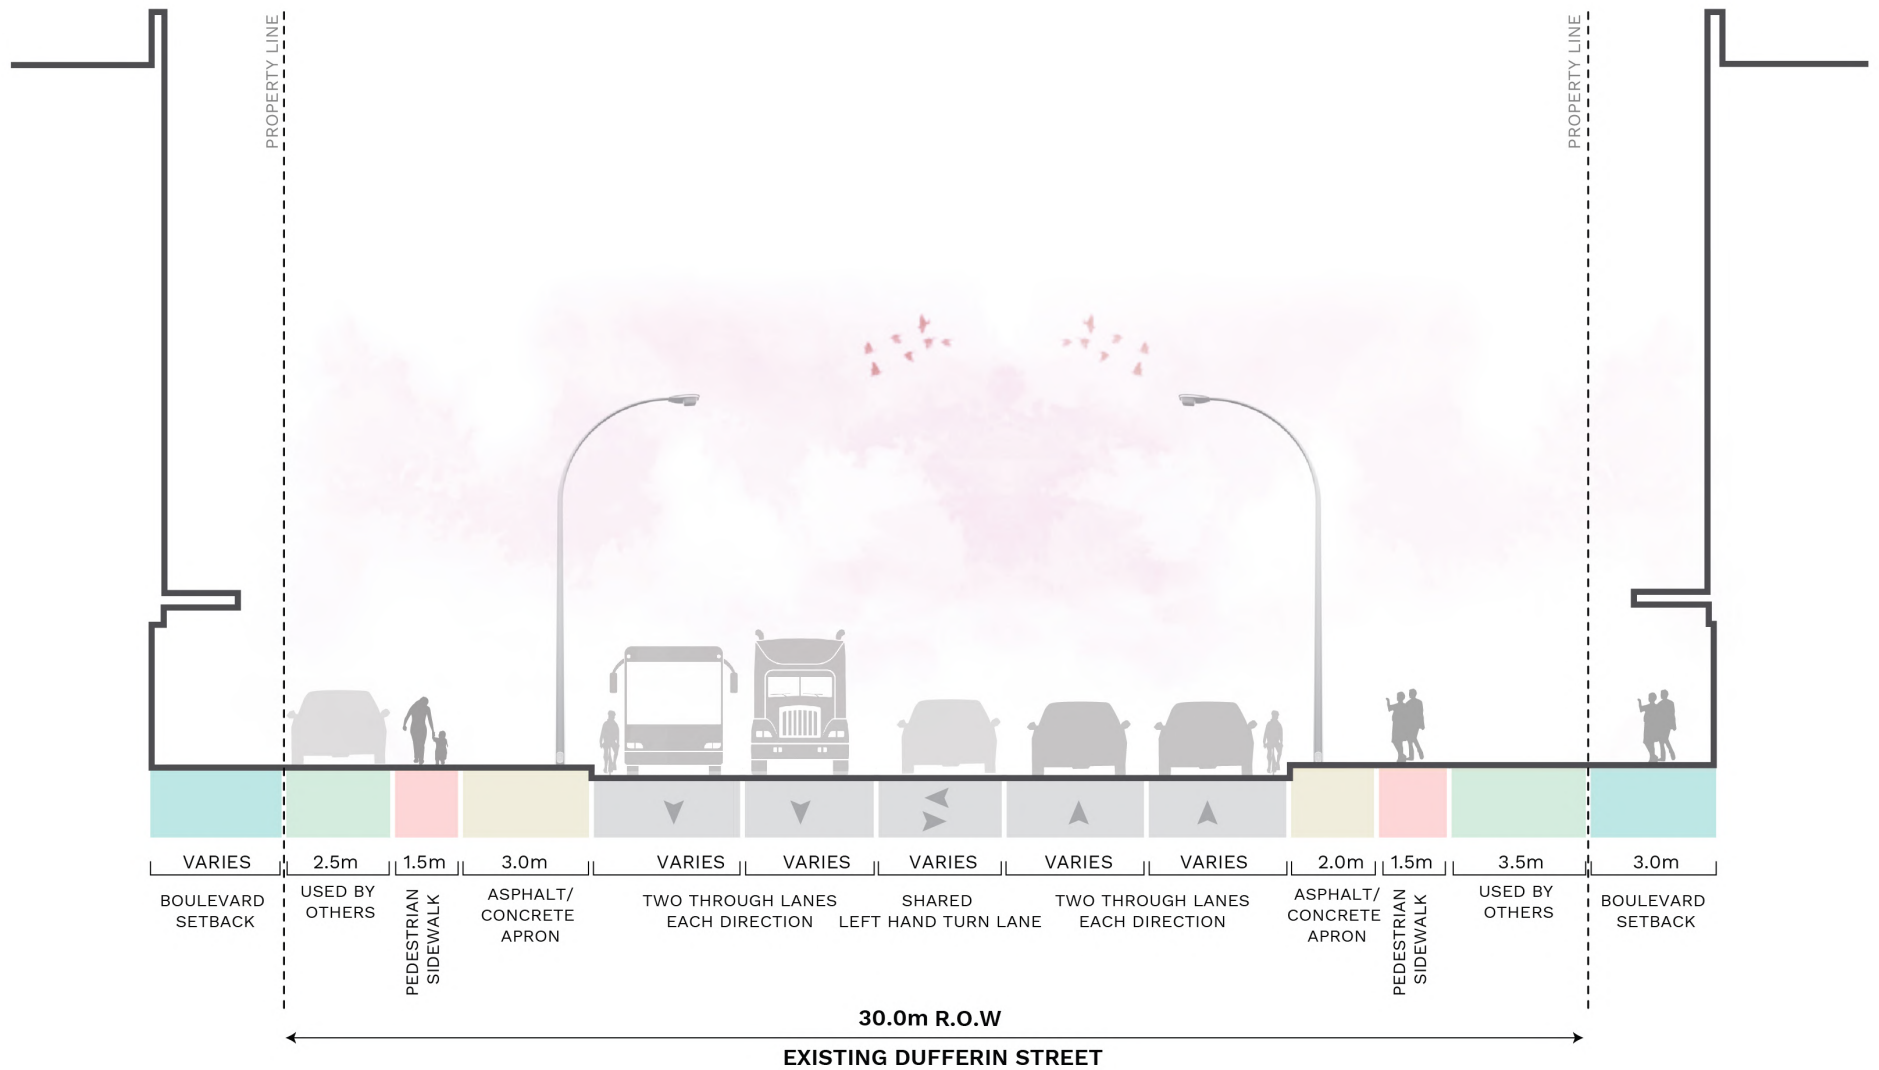 PROPERTY LINE
PROPERTY LINE
VARIES
2.5m
1.5m
3.0m
VARIES
VARIES
VARIES
VARIES
VARIES
2.0m
1.5m
3.5m
3.0m
BOULEVARD
SETBACK
USED BY
OTHERS
PEDESTRIAN
SIDEWALK
ASPHALT/
CONCRETE
APRON
TWO THROUGH LANES
EACH DIRECTION
SHARED
LEFT HAND TURN LANE
TWO THROUGH LANES
EACH DIRECTION
ASPHALT/
CONCRETE
APRON
PEDESTRIAN
SIDEWALK
USED BY
OTHERS
BOULEVARD
SETBACK
30.0m R.O.W
EXISTING DUFFERIN STREET